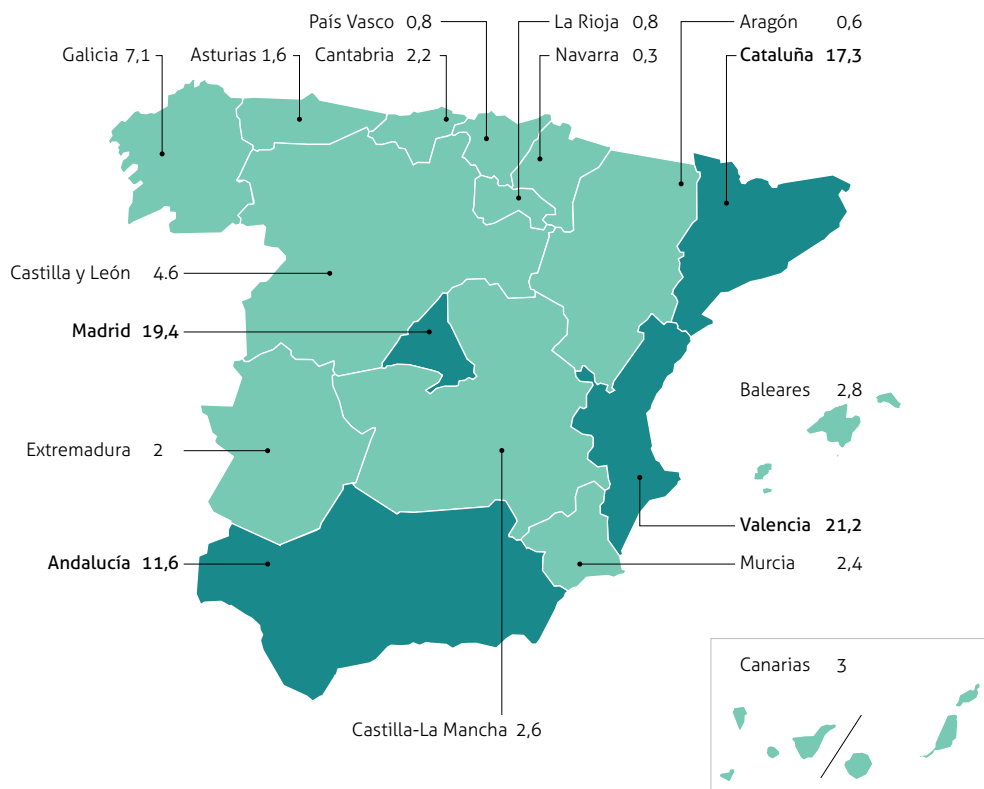 País Vasco 0,8
La Rioja 0,8
Aragón 0,6
Galicia 7,1
Asturias 1,6
Cantabria 2,2
Navarra 0,3
Cataluña 17,3
Castilla y León 4.6
Madrid 19,4
Baleares 2,8
Extremadura 2
Valencia 21,2
Andalucía 11,6
Murcia 2,4
Canarias 3
Castilla-La Mancha 2,6